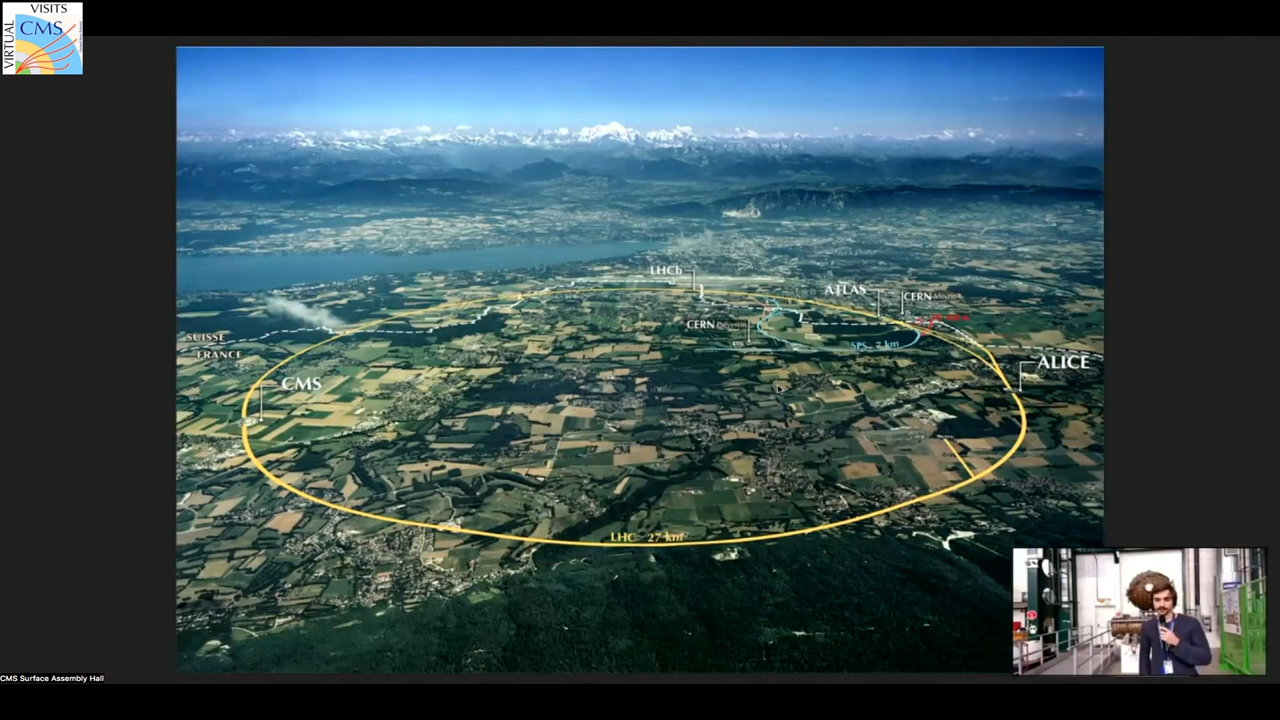 VISITS
VIRTUAL
CMS
LHCb
ATLAS
CERN
CERN
SUISSE
FRANCE
SPS 7 km
ALICE
CMS
LHC 27 km
CMS Surface Assembly Hall